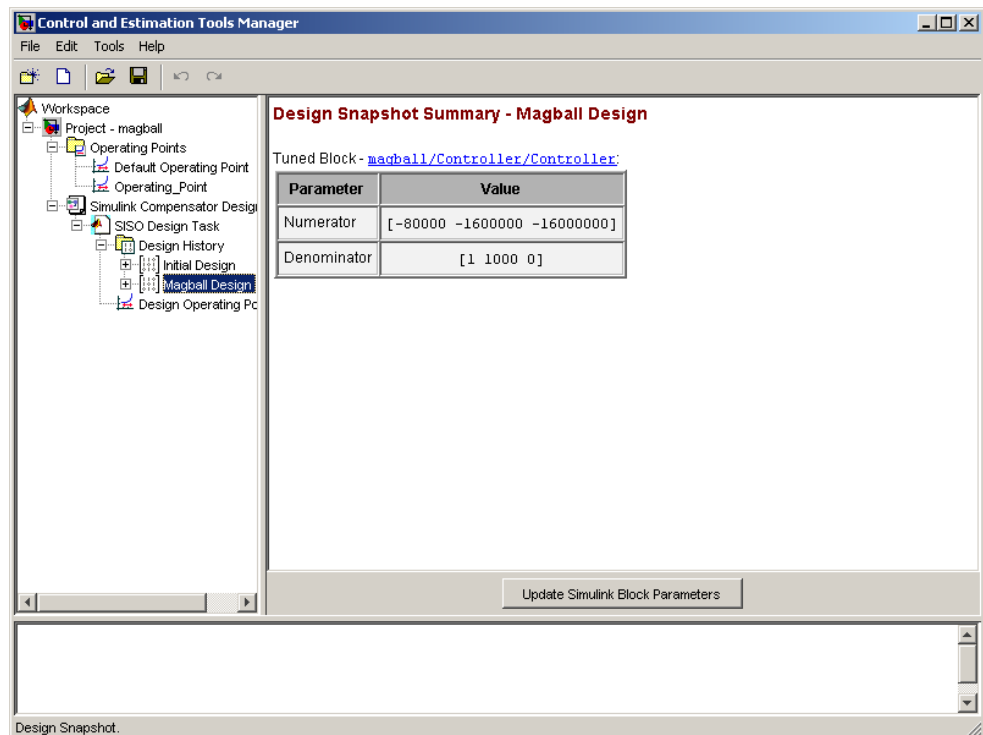 Control and Estimation Tools Manager
File Edit Tools Help
Workspace
Project - magball
Operating Points
Default Operating Point
Operating_Point
Simulink Compensator Desig
SISO Design Task
Design History
Initial Design
Magball Design
Design Operating Po
Design Snapshot Summary - Magball Design
Tuned Block - magball/Controller/Controller:
Parameter Value
Numerator [-80000 -1600000 -16000000]
Denominator [1 1000 0]
Update Simulink Block Parameters
Design Snapshot.